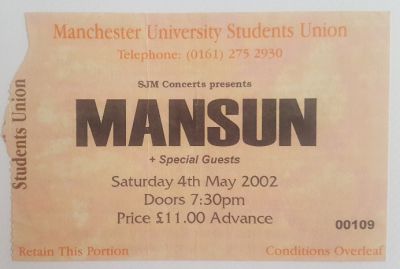 Manchester University Students Union
Telephone: (0161) 275 2930
Students Union
SJM Concerts presents
MANSUN
+ Special Guests
Saturday 4th May 2002
Doors 7:30pm
Price £11.00 Advance
00109
Retain This Portion
Conditions Overleaf